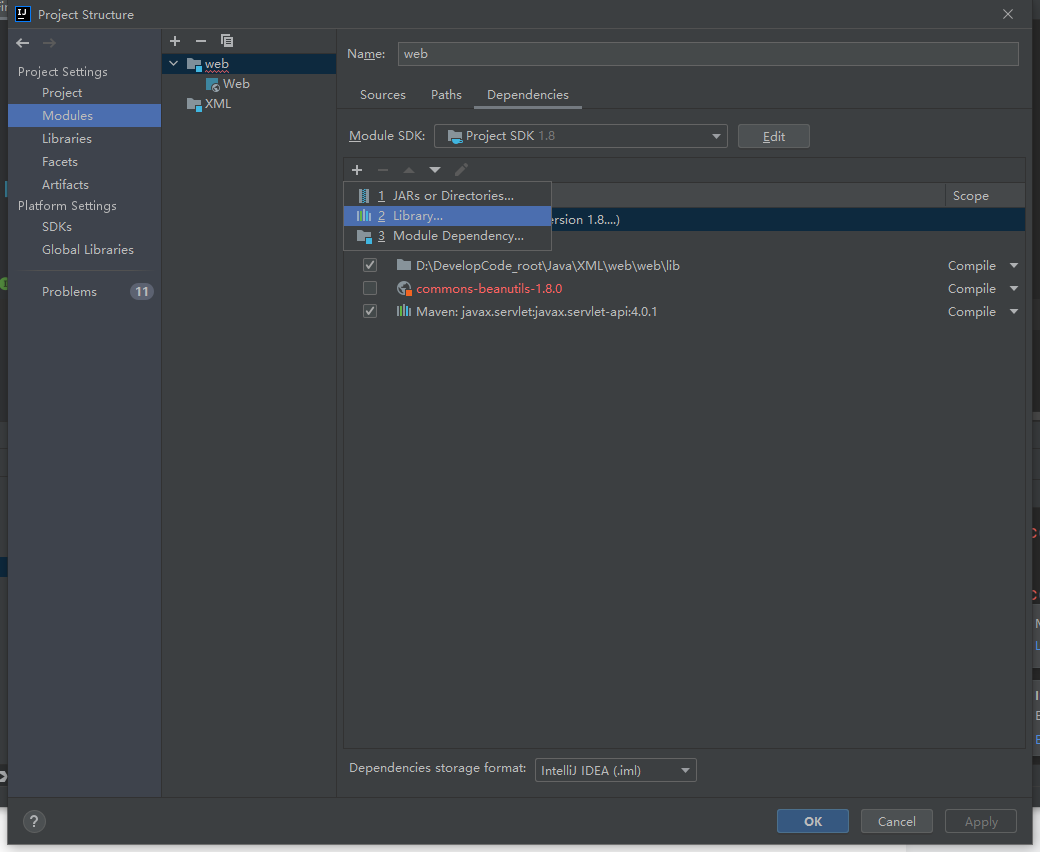 Project Structure
Project Settings
Project
Modules
Libraries
Facets
Artifacts
Platform Settings
SDKs
Global Libraries
Problems 11
web
Web
XML
Name: web
Sources Paths Dependencies
Module SDK: Project SDK 1.8 Edit
Scope
1 JARs or Directories...
2 Library...
3 Module Dependency...
ersion 1.8....)
D:\DevelopCode_root\Java\XML\web\web\lib Compile
commons-beanutils-1.8.0 Compile
Maven: javax.servlet:javax.servlet-api:4.0.1 Compile
Dependencies storage format: IntelliJ IDEA (.iml)
? OK Cancel Apply